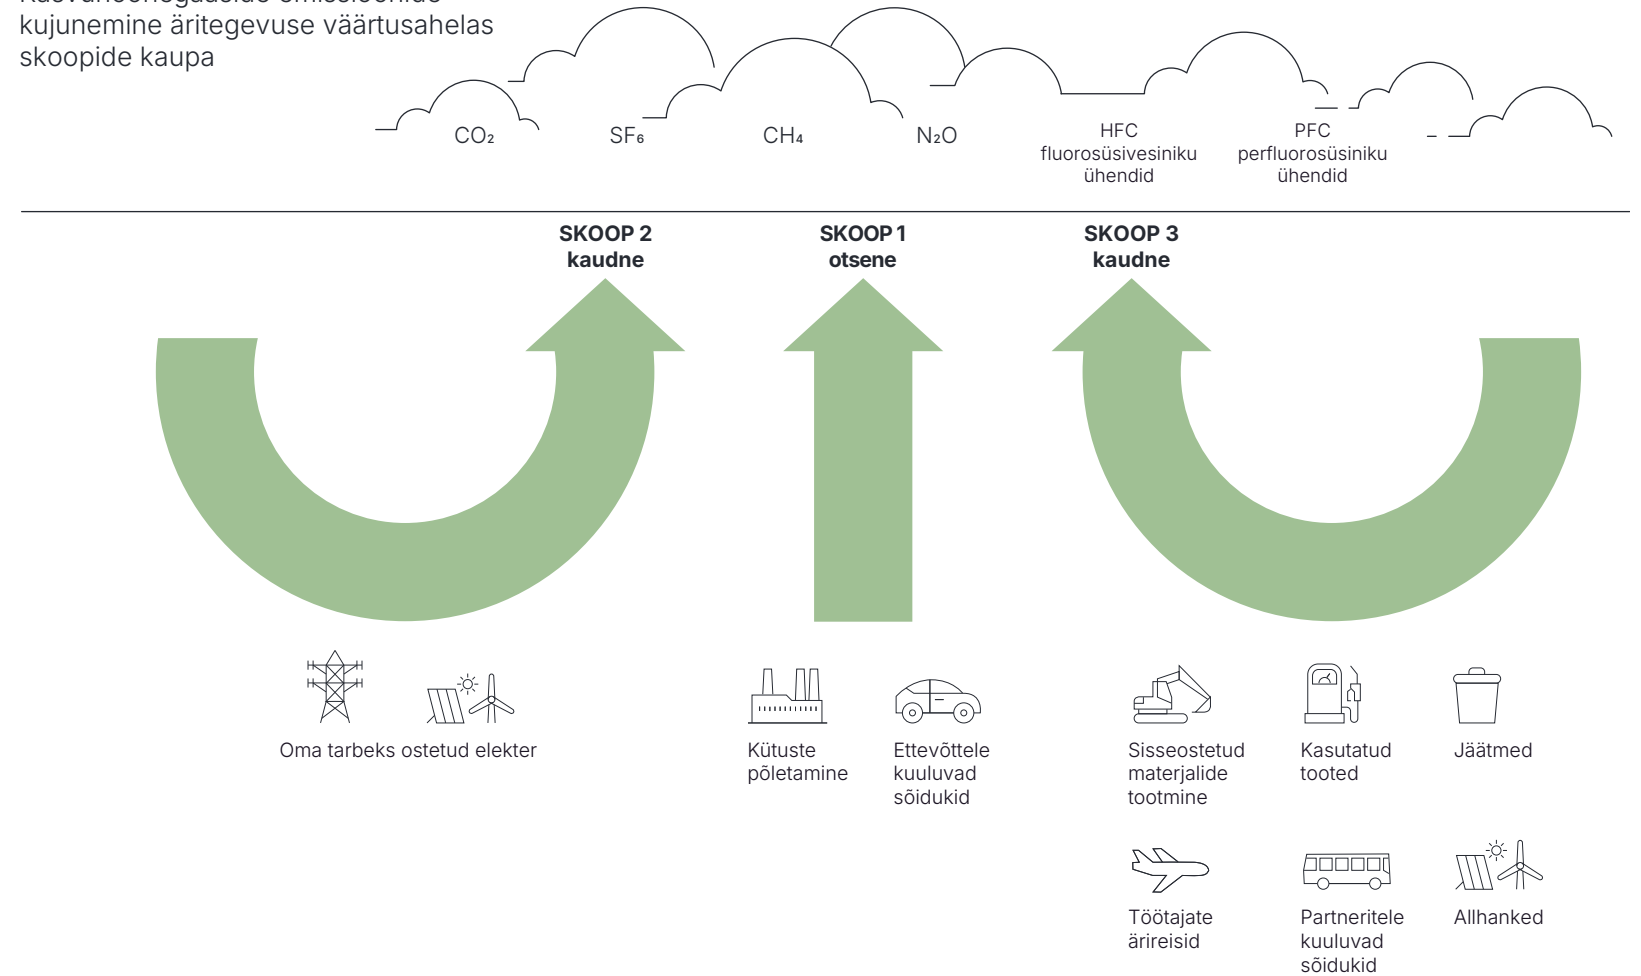 kujunemine äritegevuse väärtusahelas
skoopide kaupa
CO₂
SF₆
CH₄
N₂O
HFC
fluorosüsivesiniku
ühendid
PFC
perfluorosüsiniku
ühendid
SKOOP 2
kaudne
SKOOP 1
otsene
SKOOP 3
kaudne
Oma tarbeks ostetud elekter
Kütuste
põletamine
Ettevõttele
kuuluvad
sõidukid
Sisseostetud
materjalide
tootmine
Kasutatud
tooted
Jäätmed
Töötajate
ärireisid
Partneritele
kuuluvad
sõidukid
Allhanked